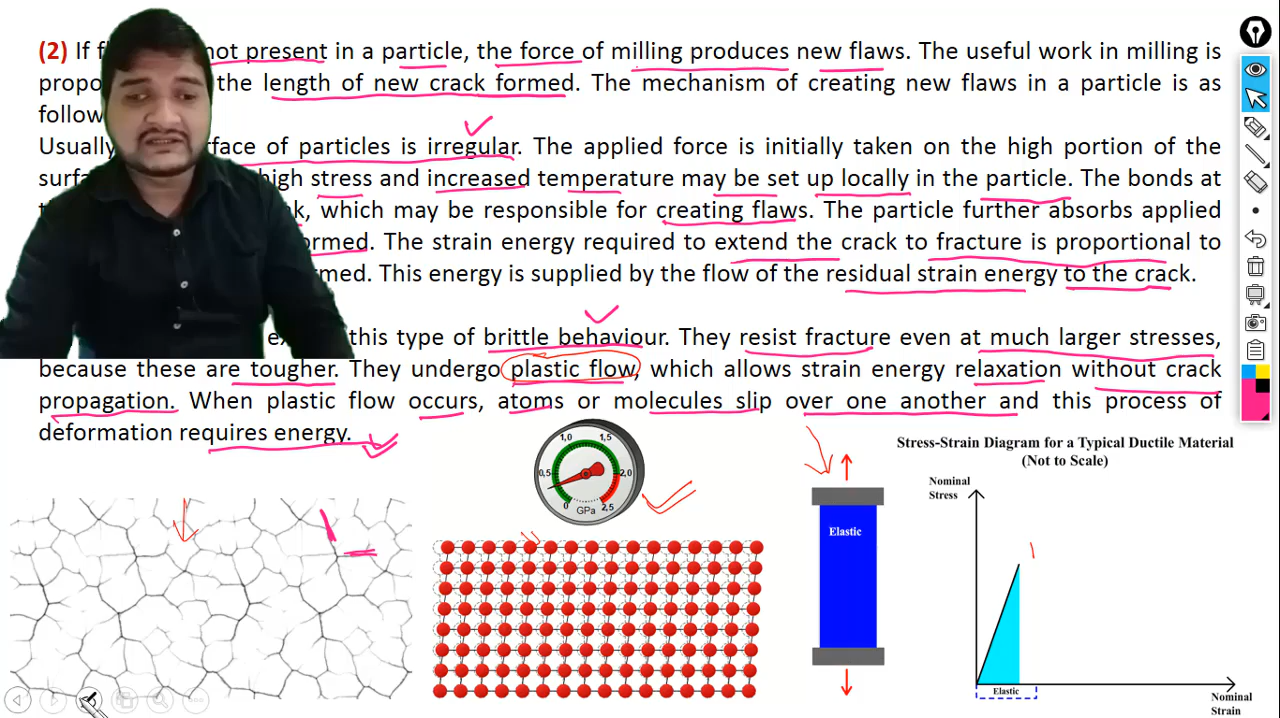 (2) If not present in a particle, the force of milling produces new flaws. The useful work in milling is
the length of new crack formed. The mechanism of creating new flaws in a particle is as
follow
Usually of particles is irregular. The applied force is initially taken on the high portion of the
high stress and increased temperature may be set up locally in the particle. The bonds at
which may be responsible for creating flaws. The particle further absorbs applied
The strain energy required to extend the crack to fracture is proportional to
This energy is supplied by the flow of the residual strain energy to the crack.
this type of brittle behaviour. They resist fracture even at much larger stresses,
because these are tougher. They undergo plastic flow, which allows strain energy relaxation without crack
propagation. When plastic flow occurs, atoms or molecules slip over one another and this process of
deformation requires energy.
1,0 1,5
0,5 2,0
0 2,5
GPa
Elastic
Stress-Strain Diagram for a Typical Ductile Material
(Not to Scale)
Nominal
Stress
Elastic
Nominal
Strain